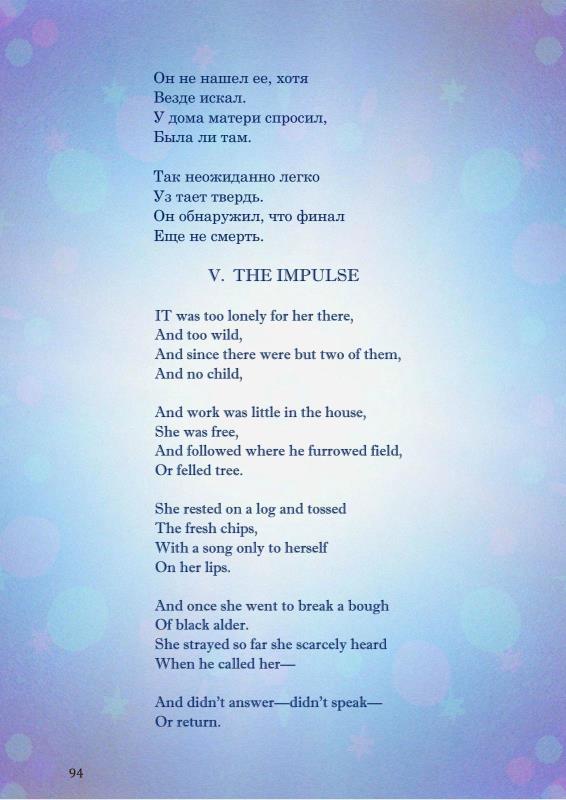 Он не нашел ее, хотя
Везде искал.
У дома матери спросил,
Была ли там.
Так неожиданно легко
Уз тает твердь.
Он обнаружил, что финал
Еще не смерть.
V. THE IMPULSE
IT was too lonely for her there,
And too wild,
And since there were but two of them,
And no child,
And work was little in the house,
She was free,
And followed where he furrowed field,
Or felled tree.
She rested on a log and tossed
The fresh chips,
With a song only to herself
On her lips.
And once she went to break a bough
Of black alder.
She strayed so far she scarcely heard
When he called her—
And didn’t answer—didn’t speak—
Or return.
94